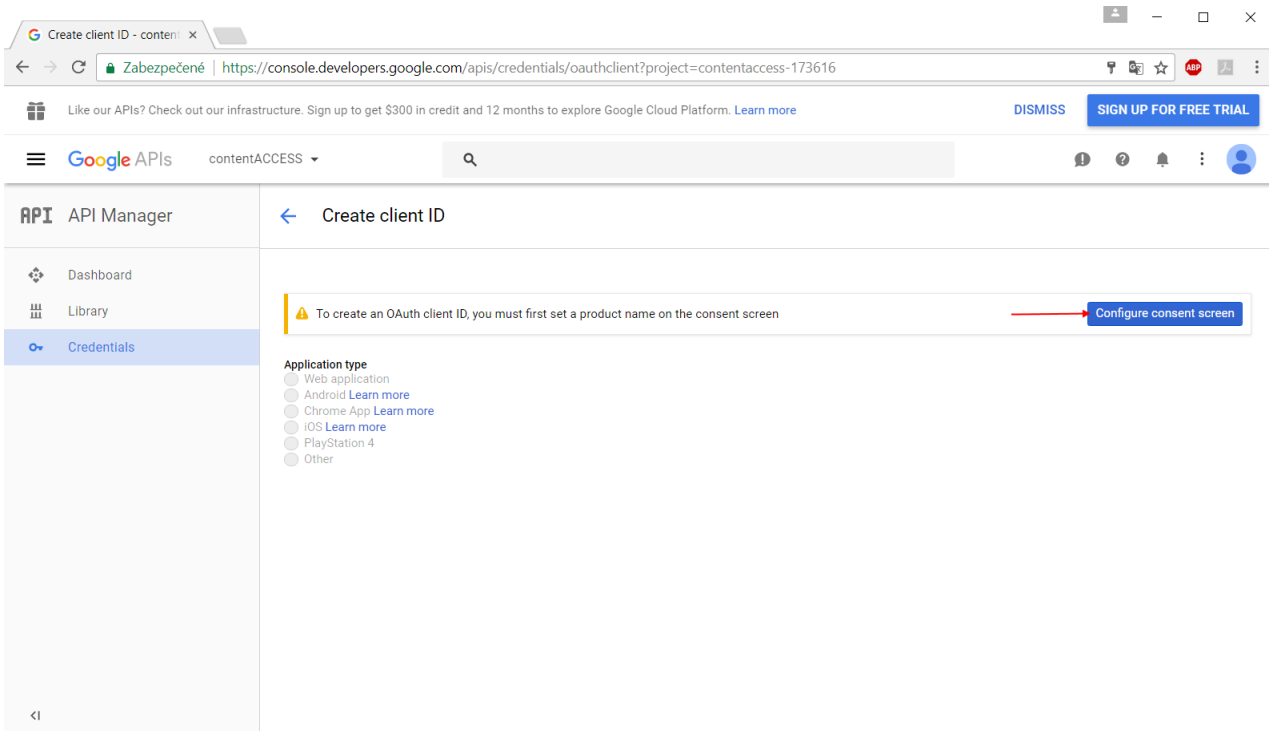 Create client ID - content
Zabezpečené https://console.developers.google.com/apis/credentials/oauthclient?project=contentaccess-173616
ABP
Like our APIs? Check out our infrastructure. Sign up to get $300 in credit and 12 months to explore Google Cloud Platform. Learn more
DISMISS
SIGN UP FOR FREE TRIAL
Google APIs
contentACCESS
API API Manager
Create client ID
Dashboard
Library
Credentials
To create an OAuth client ID, you must first set a product name on the consent screen
Configure consent screen
Application type
Web application
Android Learn more
Chrome App Learn more
iOS Learn more
PlayStation 4
Other